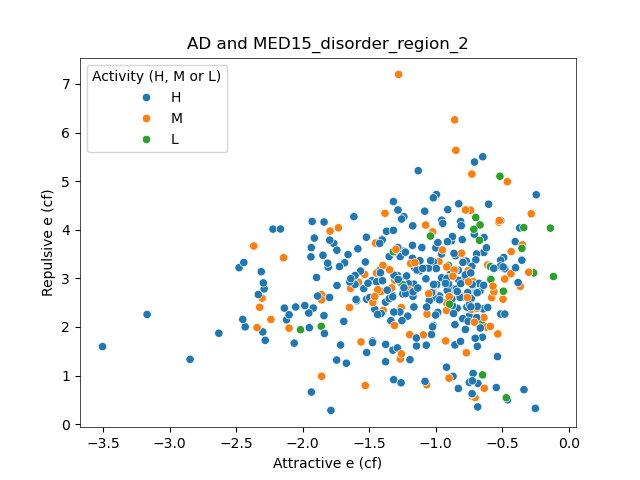 AD and MED15_disorder_region_2
Activity (H, M or L)
H
M
L
7
6
5
4
3
2
1
0
Repulsive e (cf)
−3.5 −3.0 −2.5 −2.0 −1.5 −1.0 −0.5 0.0
Attractive e (cf)